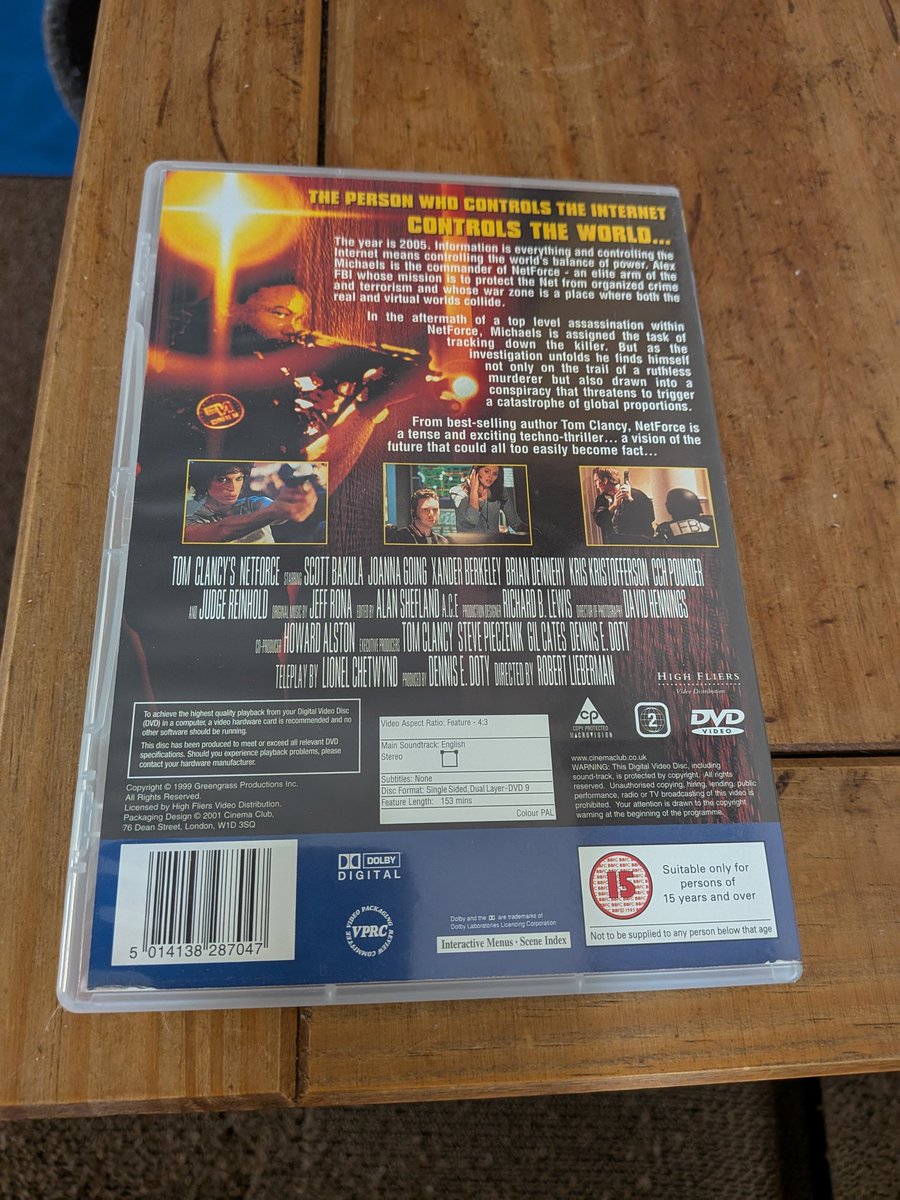 THE PERSON WHO CONTROLS THE INTERNET
CONTROLS THE WORLD...
The year is 2005. Information is everything and controlling the
Internet means controlling the world's balance of power. Alex
Michaels is the commander of NetForce - an elite arm of the
FBI whose mission is to protect the Net from organized crime
and terrorism and whose war zone is a place where both the
real and virtual worlds collide.
In the aftermath of a top level assassination within
NetForce, Michaels is assigned the task of
tracking down the killer. But as the
investigation unfolds he finds himself
not only on the trail of a ruthless
murderer but also drawn into a
conspiracy that threatens to trigger
a catastrophe of global proportions.
From best-selling author Tom Clancy, NetForce is
a tense and exciting techno-thriller... a vision of the
future that could all too easily become fact...
FBI
TOM CLANCY'S NETFORCE STARRING SCOTT BAKULA JOANNA GOING XANDER BERKELEY BRIAN DENNEHY KRIS KRISTOFFERSON CCH POUNDER
AND JUDGE REINHOLD ORIGINAL MUSIC BY JEFF RONA EDITED BY ALAN SHEFLAND A.C.E PRODUCTION DESIGNER RICHARD B. LEWIS DIRECTOR OF PHOTOGRAPHY DAVID HENNINGS
CO-PRODUCER HOWARD ALSTON EXECUTIVE PRODUCERS TOM CLANCY STEVE PIECZENIK GIL CATES DENNIS E. DOTY
TELEPLAY BY LIONEL CHETWYND PRODUCED BY DENNIS E. DOTY DIRECTED BY ROBERT LIEBERMAN
HIGH FLIERS
Video Distribution
To achieve the highest quality playback from your Digital Video Disc
(DVD) in a computer, a video hardware card is recommended and no
other software should be running.
This disc has been produced to meet or exceed all relevant DVD
specifications. Should you experience playback problems, please
contact your hardware manufacturer.
Copyright © 1999 Greengrass Productions Inc.
All Rights Reserved.
Licensed by High Fliers Video Distribution.
Packaging Design © 2001 Cinema Club,
76 Dean Street, London, W1D 3SQ
Video Aspect Ratio: Feature - 4:3
Main Soundtrack: English
Stereo
Subtitles: None
Disc Format: Single Sided, Dual Layer - DVD 9
Feature Length: 153 mins
Colour PAL
CP
COPY PROTECTED
MACROVISION
2
DVD
VIDEO
www.cinemaclub.co.uk
WARNING: This Digital Video Disc, including
sound-track, is protected by copyright. All rights
reserved. Unauthorised copying, hiring, lending, public
performance, radio or TV broadcasting of this video is
prohibited. Your attention is drawn to the copyright
warning at the beginning of the programme.
5 014138 287047
DOLBY
DIGITAL
VIDEO PACKAGING REVIEW COMMITTEE
VPRC
Dolby and the are trademarks of
Dolby Laboratories Licencing Corporation
Interactive Menus · Scene Index
15
Suitable only for
persons of
15 years and over
Not to be supplied to any person below that age